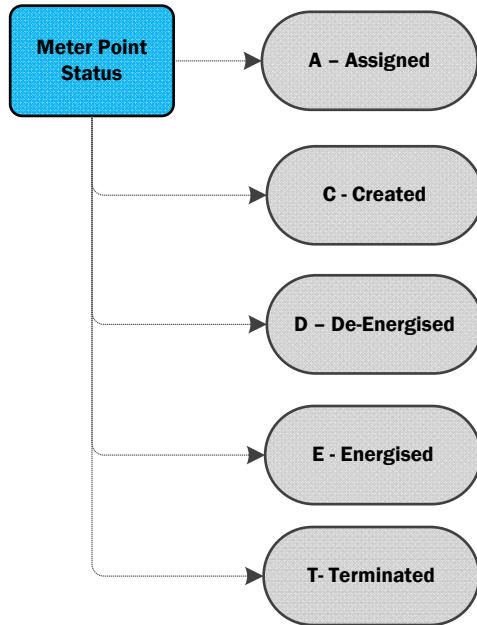 Meter Point
Status
A – Assigned
C - Created
D – De-Energised
E - Energised
T- Terminated